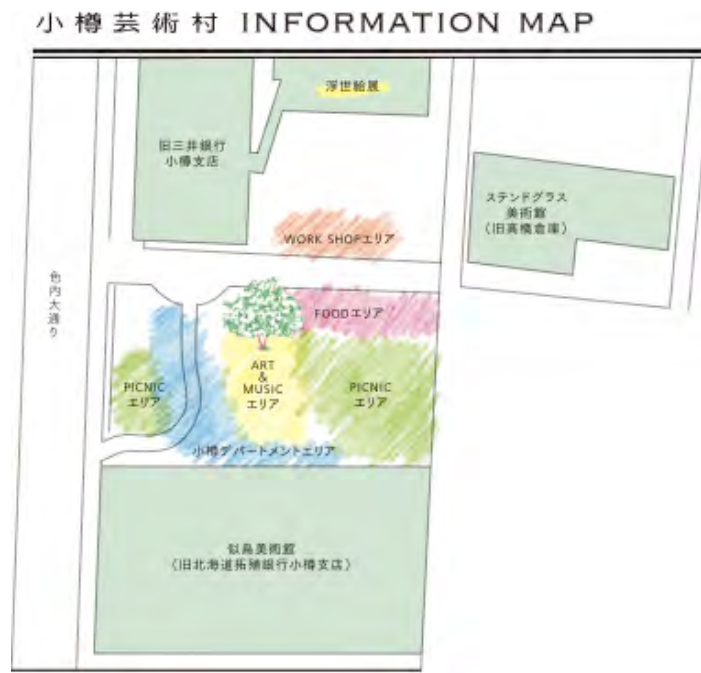 小樽芸術村 INFORMATION MAP
浮世絵展
旧三井銀行
小樽支店
ステンドグラス
美術館
(旧高橋倉庫)
WORK SHOPエリア
色内大通り
FOODエリア
ART
&
MUSIC
エリア
PICNIC
エリア
PICNIC
エリア
小樽デパートメントエリア
似鳥美術館
(旧北海道拓殖銀行小樽支店)